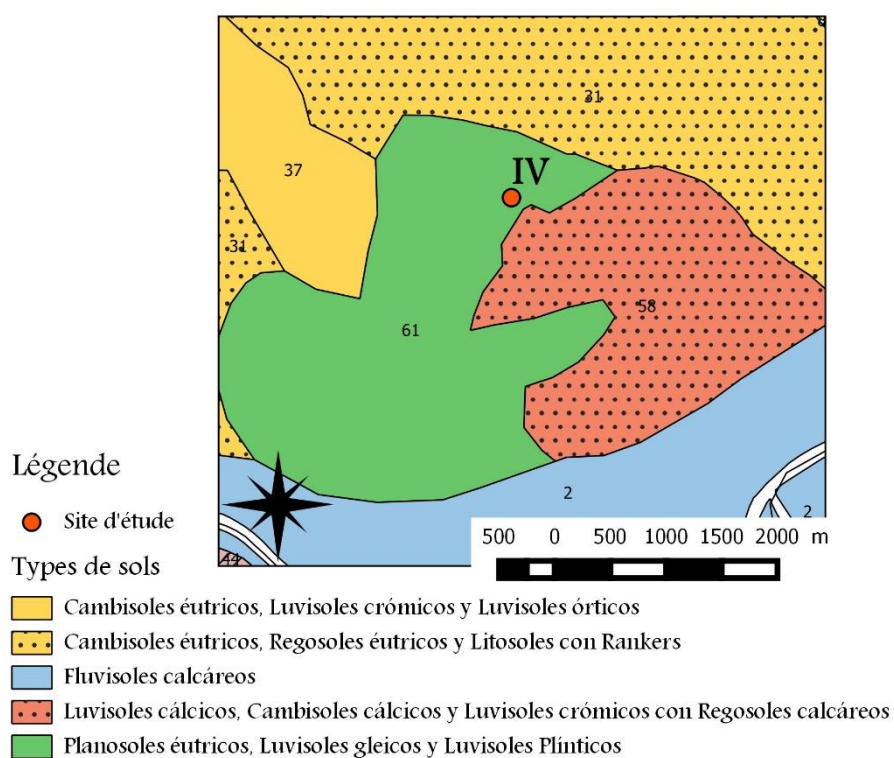 31
IV
37
31
58
61
2
2
44
500 0 500 1000 1500 2000 m
Légende
Site d'étude
Types de sols
Cambisoles éutricos, Luvisoles crómicos y Luvisoles órticos
Cambisoles éutricos, Regosoles éutricos y Litosoles con Rankers
Fluvisoles calcáreos
Luvisoles cálcicos, Cambisoles cálcicos y Luvisoles crómicos con Regosoles calcáreos
Planosoles éutricos, Luvisoles gleicos y Luvisoles Plínticos